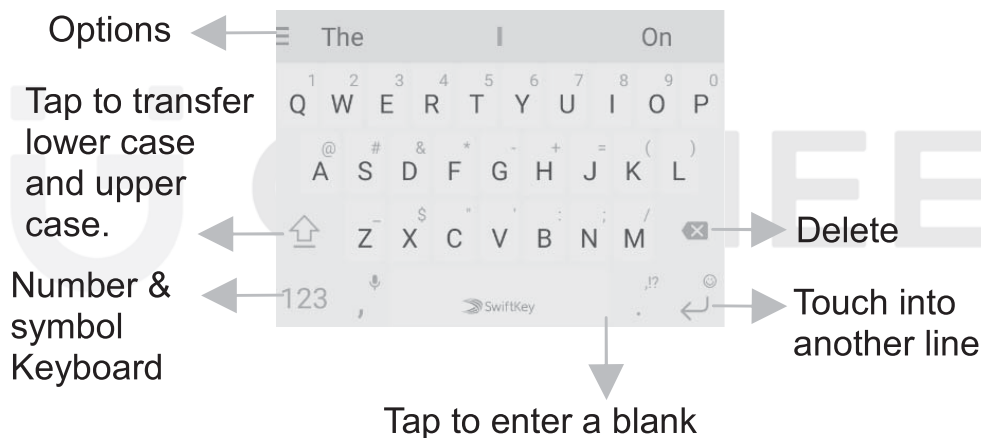 Options
The I On
1 2 3 4 5 6 7 8 9 0
Q W E R T Y U I O P
Tap to transfer
lower case
and upper
case.
@ # & * - + = ( )
A S D F G H J K L
_ $ " ' : ; /
Z X C V B N M
Delete
Number &
symbol
Keyboard
123 , SwiftKey ,!? .
Touch into
another line
Tap to enter a blank